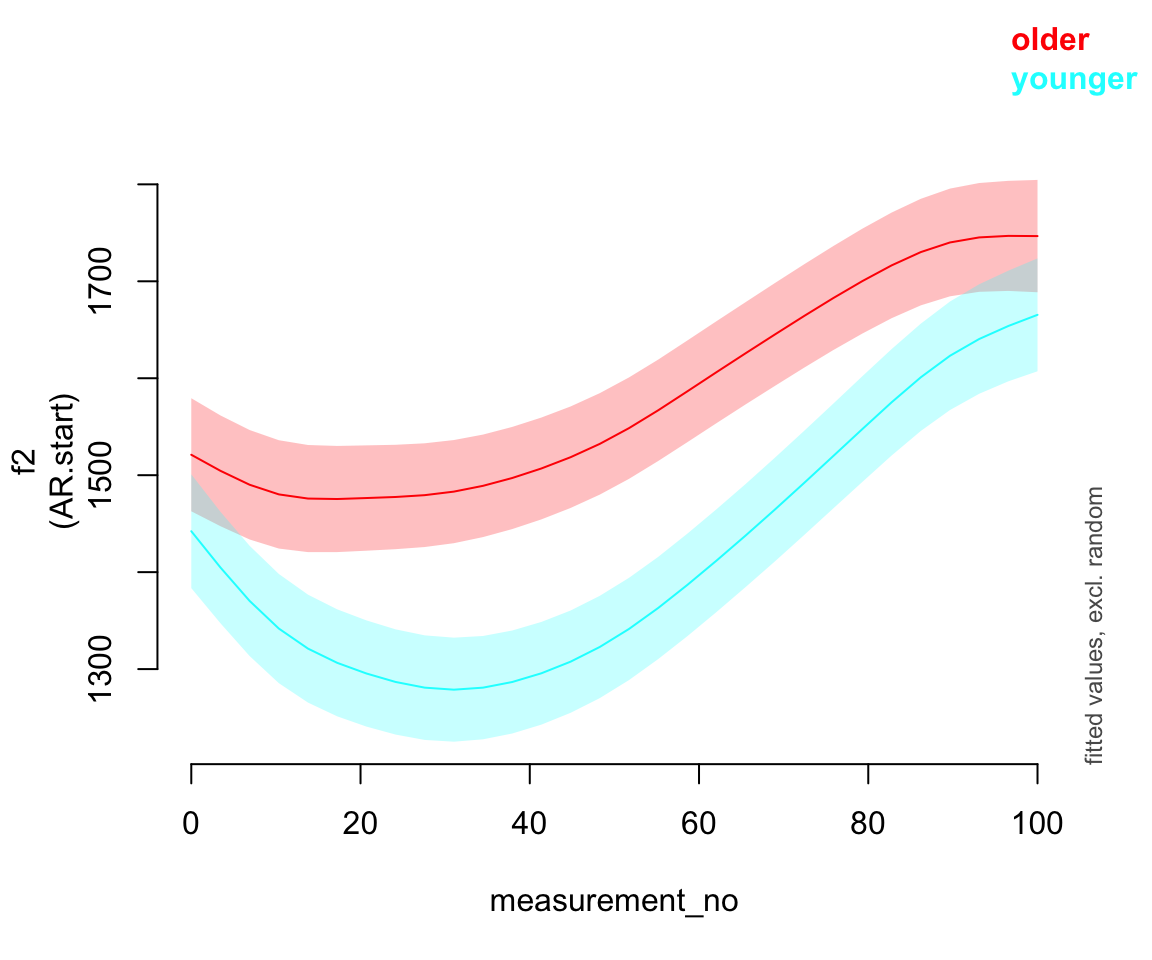 older
younger
1700
1500
1300
f2
(AR.start)
0 20 40 60 80 100
measurement_no
fitted values, excl. random